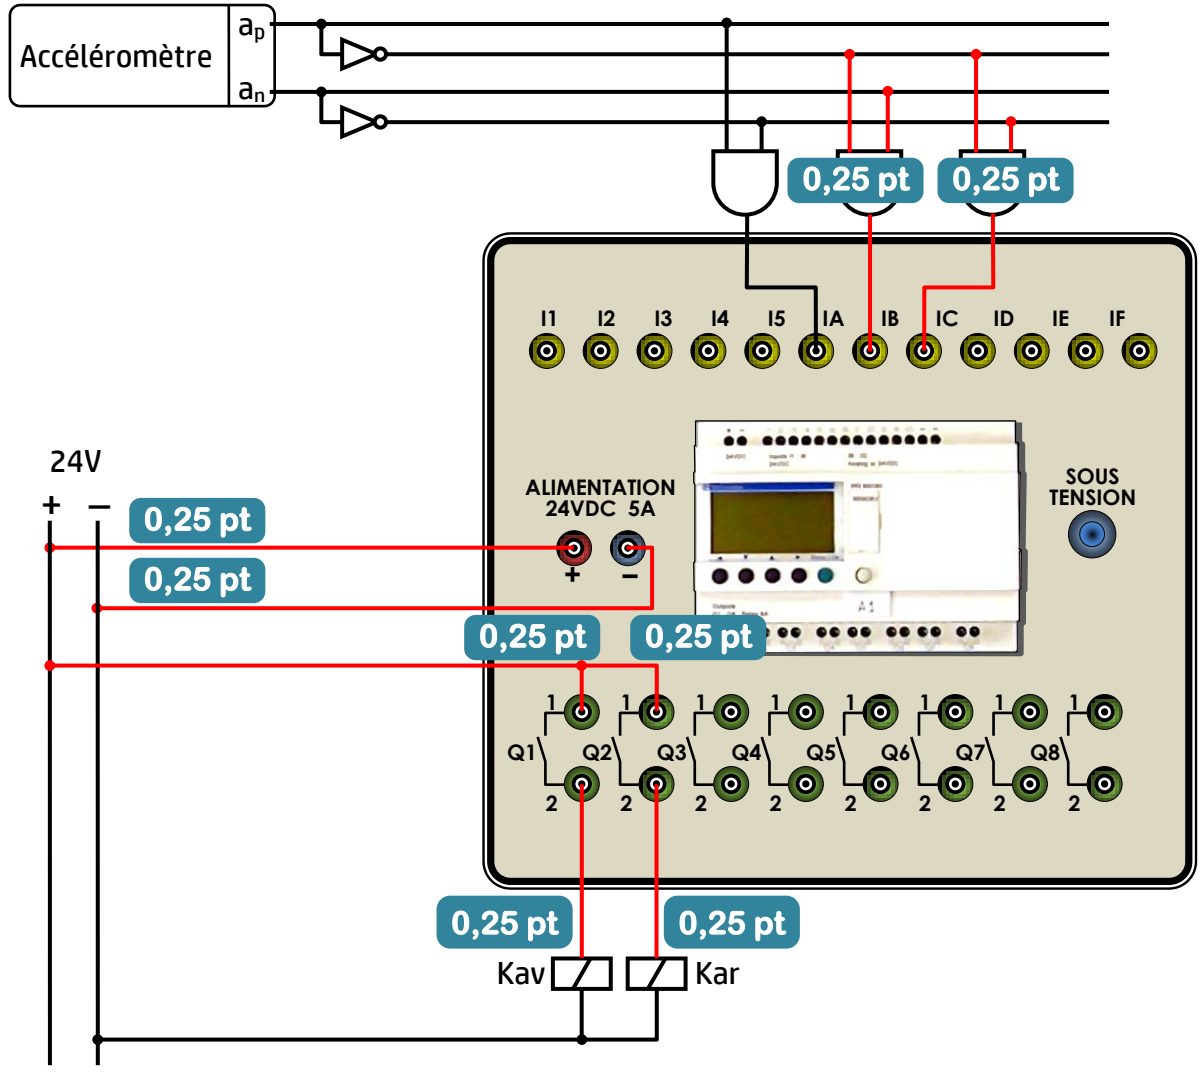 Accéléromètre
ap
an
0,25 pt
0,25 pt
I1 I2 I3 I4 I5 IA IB IC ID IE IF
24V
+ −
0,25 pt
0,25 pt
ALIMENTATION
24VDC 5A
+ −
SOUS
TENSION
A1
0,25 pt
0,25 pt
1 1 1 1 1 1 1 1
Q1 Q2 Q3 Q4 Q5 Q6 Q7 Q8
2 2 2 2 2 2 2 2
0,25 pt
0,25 pt
Kav
Kar